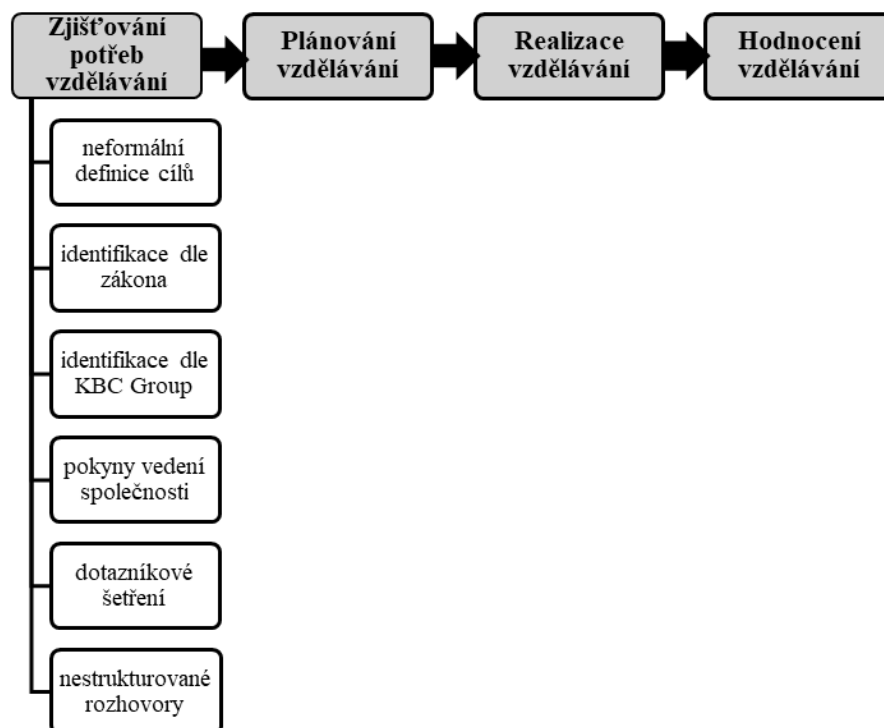 Zjišťování
potřeb
vzdělávání
Plánování
vzdělávání
Realizace
vzdělávání
Hodnocení
vzdělávání
neformální
definice cílů
identifikace dle
zákona
identifikace dle
KBC Group
pokyny vedení
společnosti
dotazníkové
šetření
nestrukturované
rozhovory